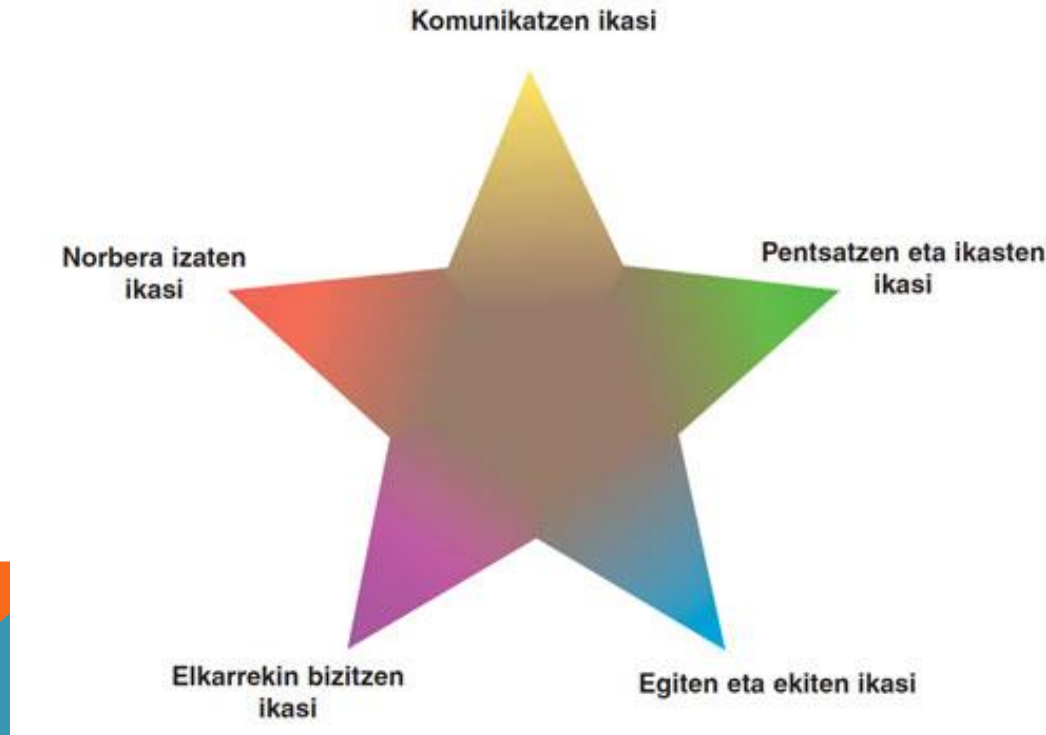 Komunikatzen ikasi
Norbera izaten
ikasi
Pentsatzen eta ikasten
ikasi
Elkarrekin bizitzen
ikasi
Egiten eta ekiten ikasi